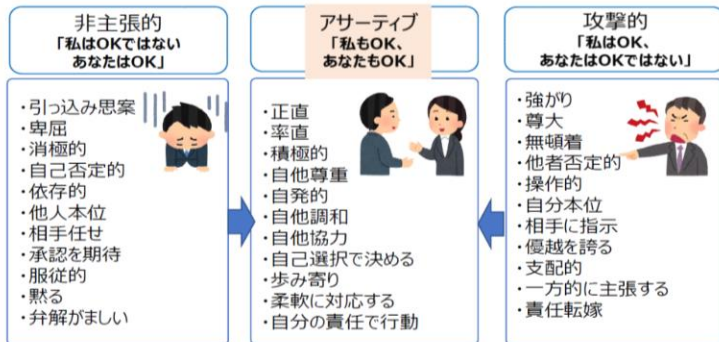 非主張的
「私はOKではない
あなたはOK」
・引っ込み思案
・卑屈
・消極的
・自己否定的
・依存的
・他人本位
・相手任せ
・承認を期待
・服従的
・黙る
・弁解がましい
アサーティブ
「私もOK、
あなたもOK」
・正直
・率直
・積極的
・自他尊重
・自発的
・自他調和
・自他協力
・自己選択で決める
・歩み寄り
・柔軟に対応する
・自分の責任で行動
攻撃的
「私はOK、
あなたはOKではない」
・強がり
・尊大
・無頓着
・他者否定的
・操作的
・自分本位
・相手に指示
・優越を誇る
・支配的
・一方的に主張する
・責任転嫁